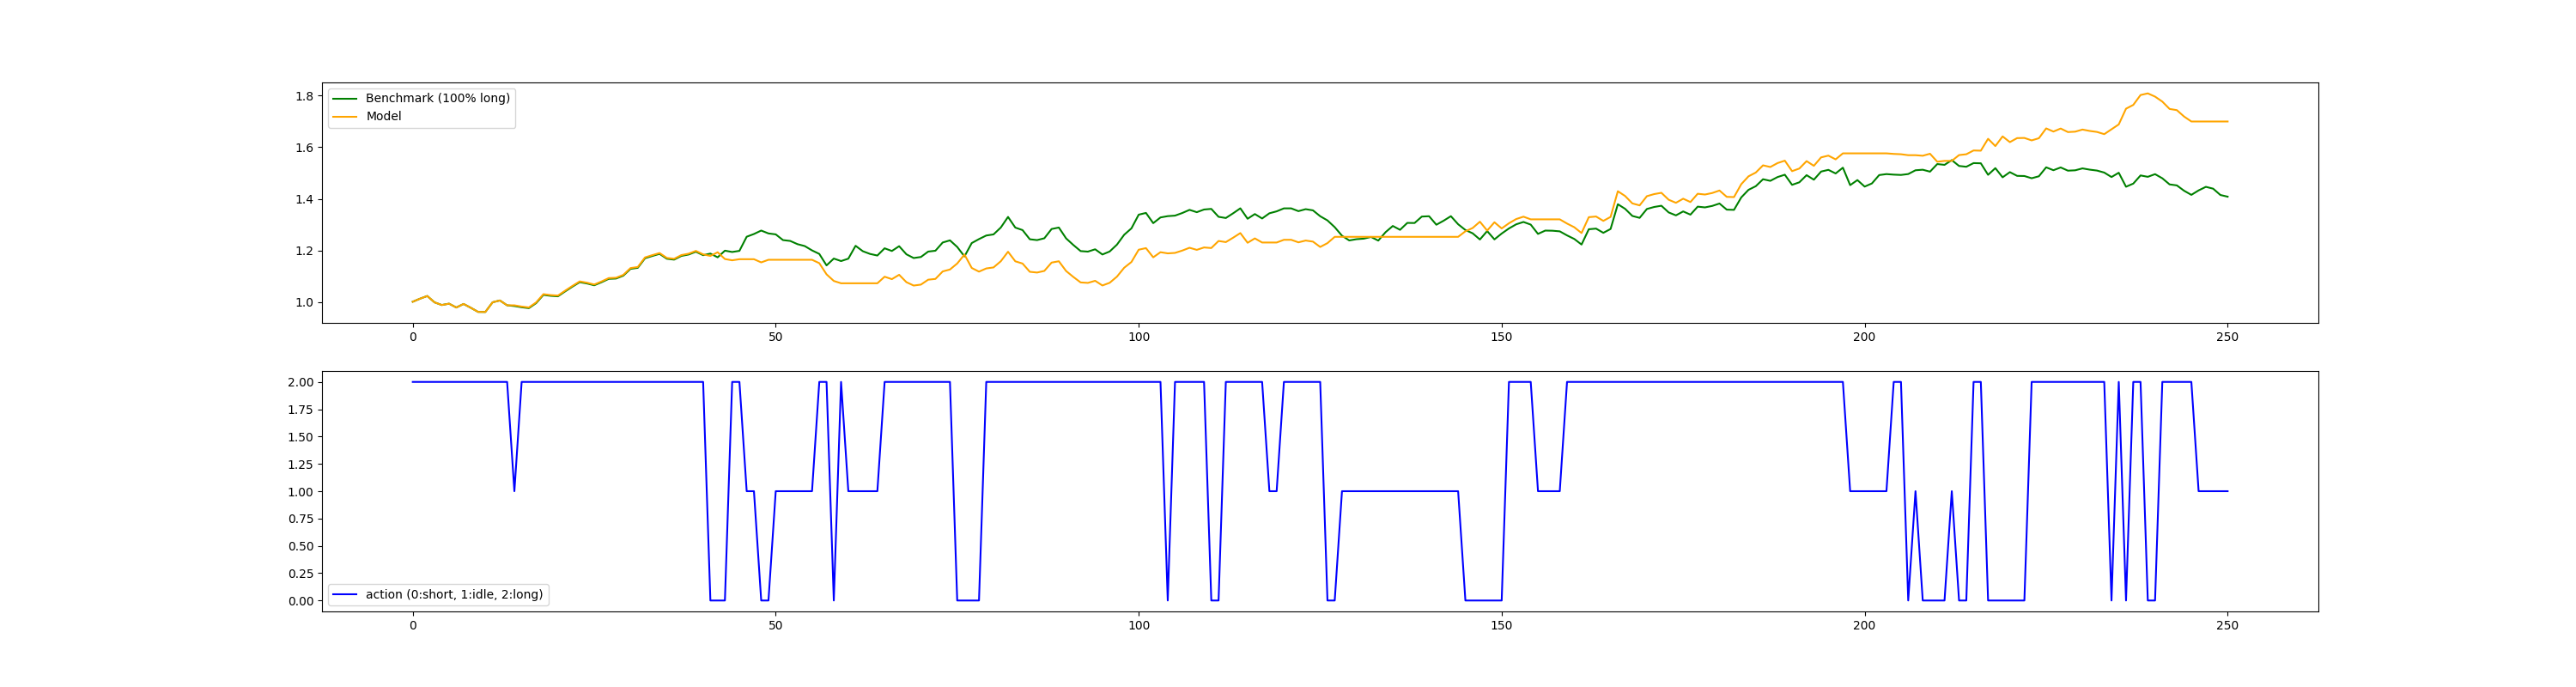 1.8
1.6
1.4
1.2
1.0
Benchmark (100% long)
Model
0 50 100 150 200 250
2.00
1.75
1.50
1.25
1.00
0.75
0.50
0.25
0.00
action (0:short, 1:idle, 2:long)
0 50 100 150 200 250